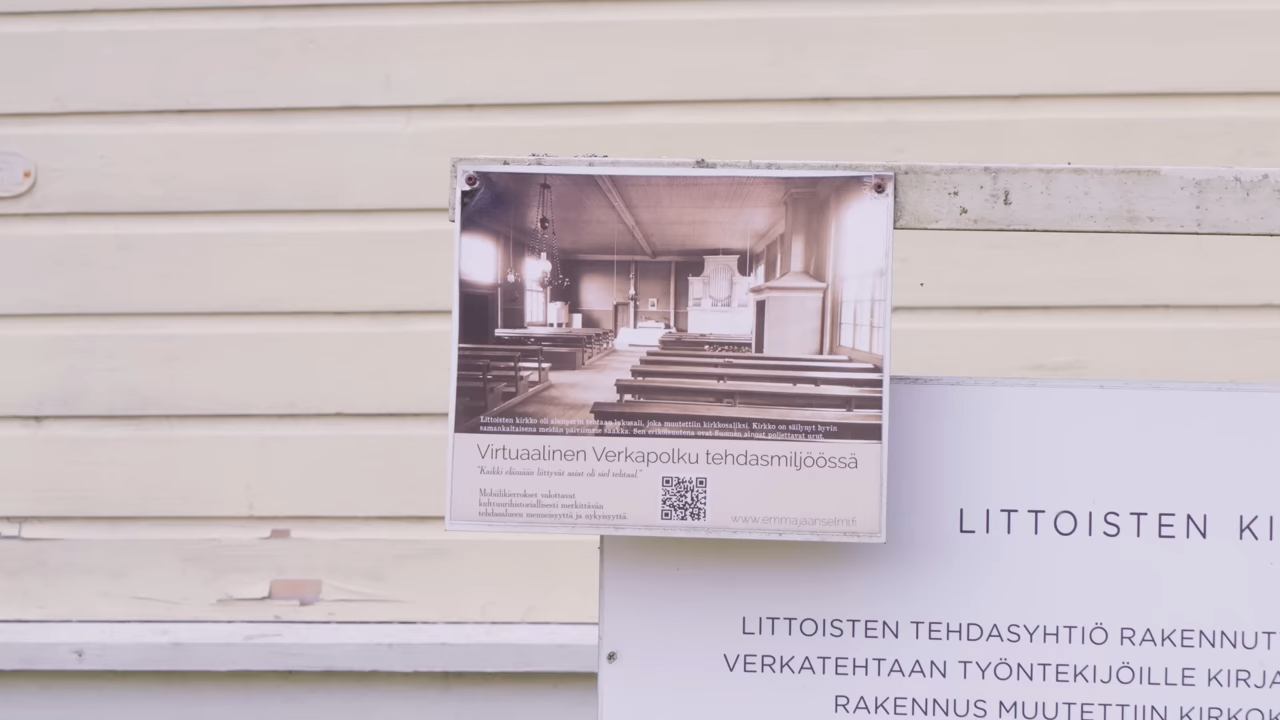 Littoisten kirkko oli alunperin tehtaan lukusali, joka muutettiin kirkkosaliksi. Kirkko on säilynyt hyvin
samankaltaisena meidän päiviimme saakka. Sen erikoisuutena ovat Suomen ainoat poljettavat urut.
Virtuaalinen Verkapolku tehdasmiljöössä
"Kaikki elämään liittyvät asiat oli siel tehtaal."
Mobiilikierrokset valottavat
kulttuurihistoriallisesti merkittävän
tehdasalueen menneisyyttä ja nykyisyyttä.
www.emmajaanselmi.fi
LITTOISTEN KI
LITTOISTEN TEHDASYHTIÖ RAKENNUT
VERKATEHTAAN TYÖNTEKIJÖILLE KIRJA
RAKENNUS MUUTETTIIN KIRKOK